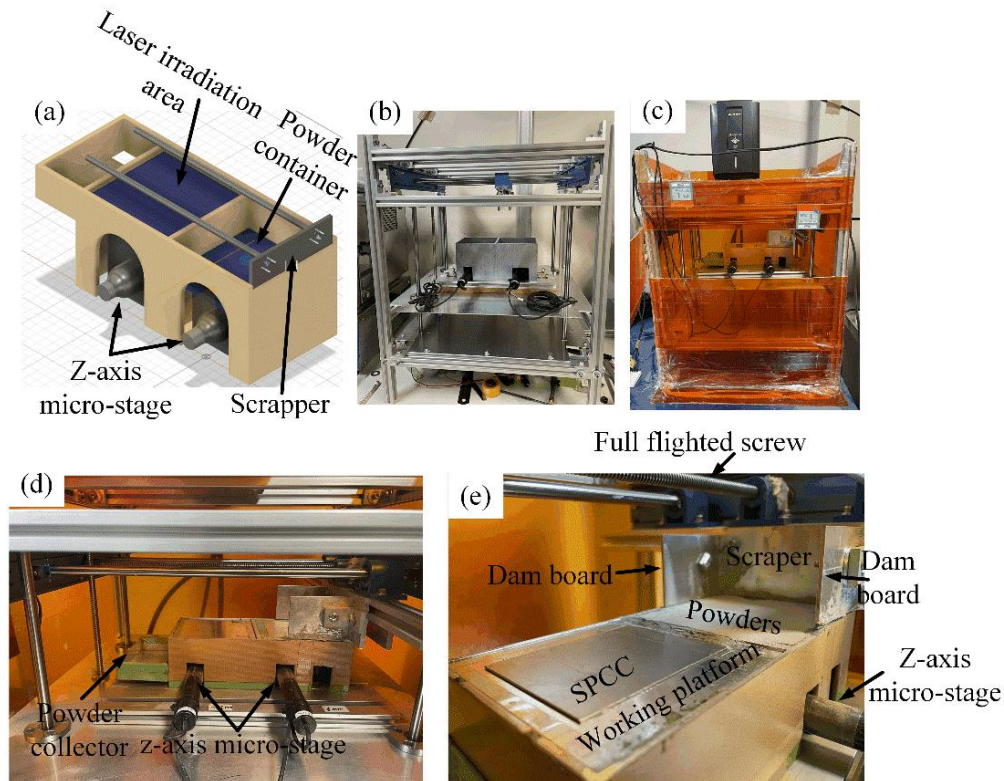 (a)
Laser irradiation
area
Powder
container
Z-axis
micro-stage
Scrapper
(b)
(c)
(d)
Powder
collector
z-axis micro-stage
(e)
Full flighted screw
Dam board
Scraper
Dam
board
Powders
SPCC
Working platform
Z-axis
micro-stage